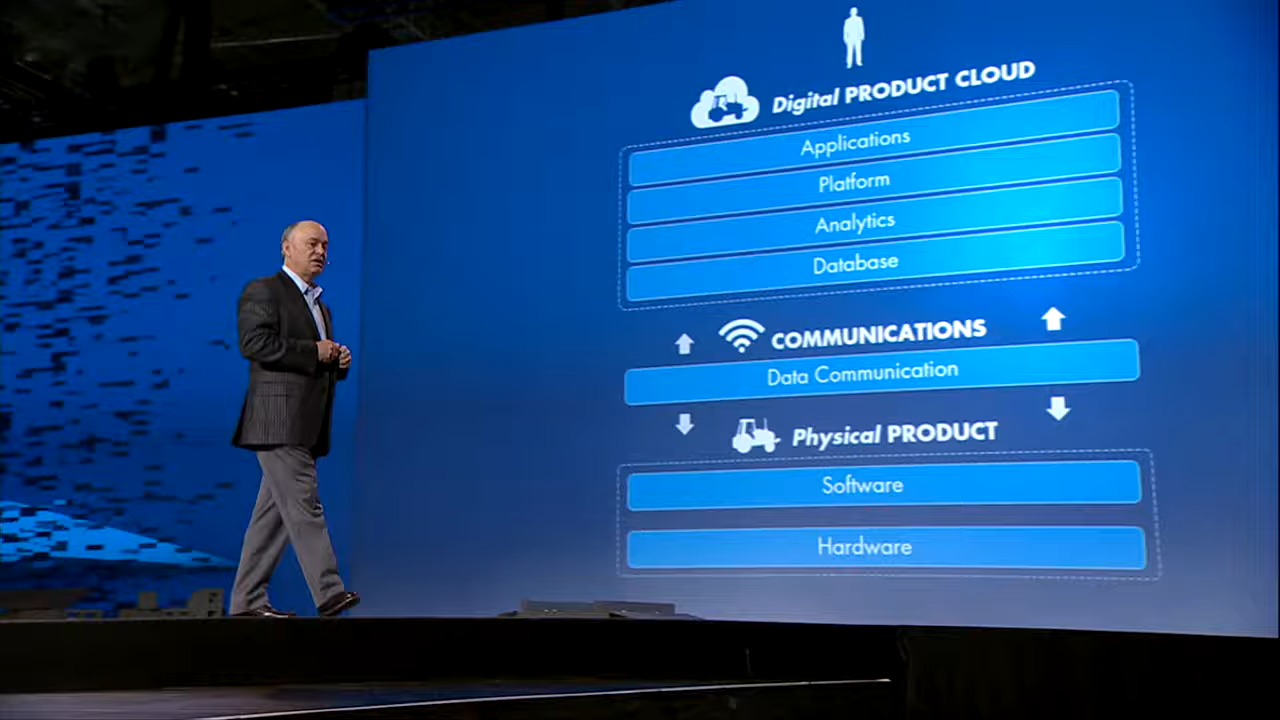 Digital PRODUCT CLOUD
Applications
Platform
Analytics
Database
COMMUNICATIONS
Data Communication
Physical PRODUCT
Software
Hardware